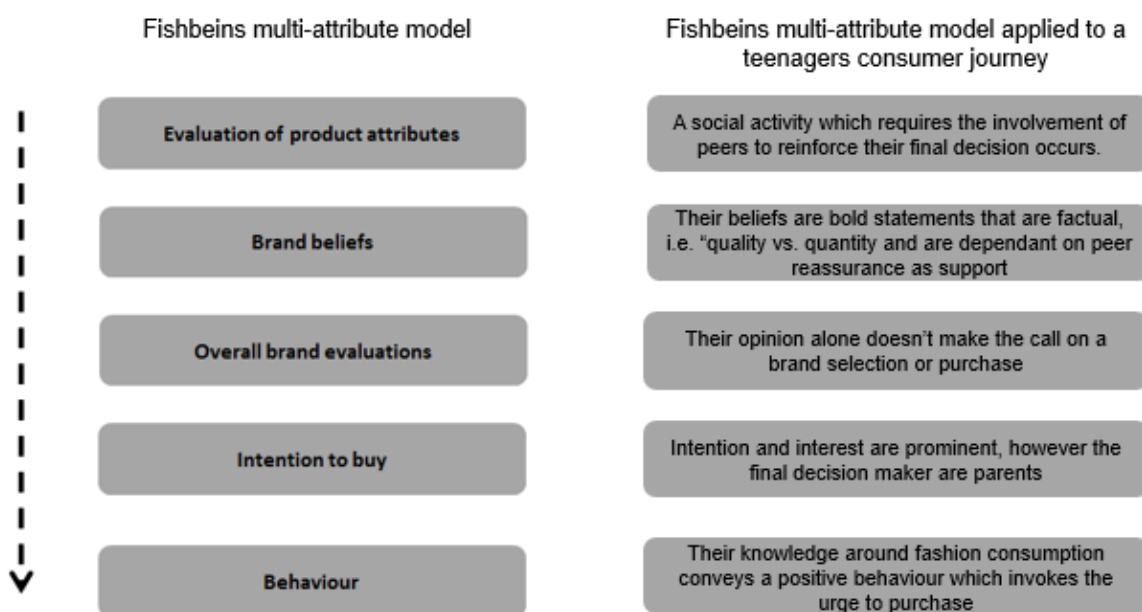 Fishbeins multi-attribute model
Evaluation of product attributes
Brand beliefs
Overall brand evaluations
Intention to buy
Behaviour
Fishbeins multi-attribute model applied to a
teenagers consumer journey
A social activity which requires the involvement of
peers to reinforce their final decision occurs.
Their beliefs are bold statements that are factual,
i.e. “quality vs. quantity and are dependant on peer
reassurance as support
Their opinion alone doesn’t make the call on a
brand selection or purchase
Intention and interest are prominent, however the
final decision maker are parents
Their knowledge around fashion consumption
conveys a positive behaviour which invokes the
urge to purchase